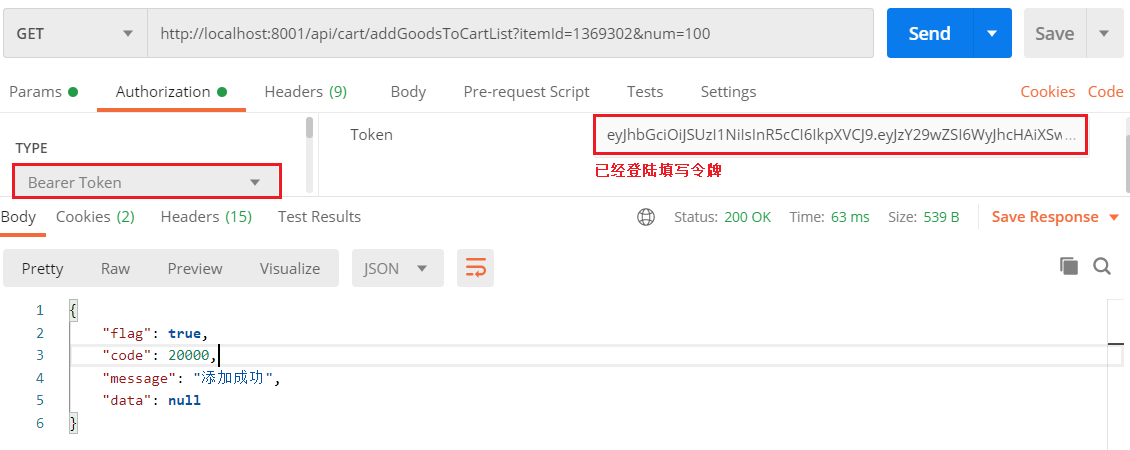 GET http://localhost:8001/api/cart/addGoodsToCartList?itemId=1369302&num=100 Send Save
Params Authorization Headers (9) Body Pre-request Script Tests Settings Cookies Code
Token eyJhbGciOiJSUzI1NiIsInR5cCI6IkpXVCJ9.eyJzY29wZSI6WyJhcHAiXSw...
TYPE
Bearer Token
已经登陆填写令牌
Body Cookies (2) Headers (15) Test Results Status: 200 OK Time: 63 ms Size: 539 B Save Response
Pretty Raw Preview Visualize JSON
1 {
2 "flag": true,
3 "code": 20000,
4 "message": "添加成功",
5 "data": null
6 }